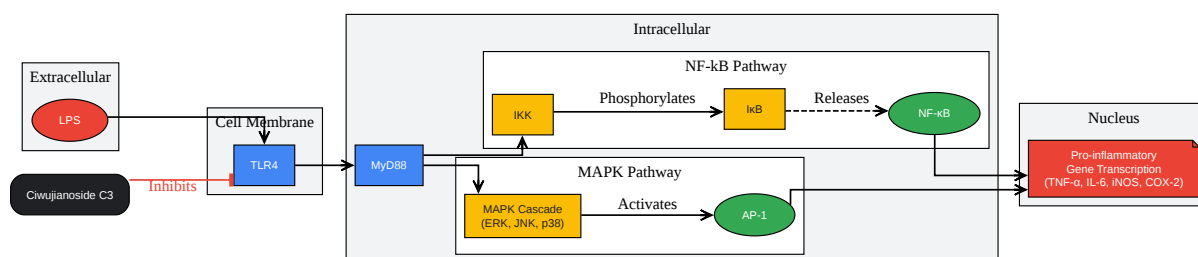 Intracellular
Extracellular
NF-kB Pathway
LPS
IKK
Phosphorylates
IκB
Releases
NF-κB
Cell Membrane
TLR4
MyD88
Nucleus
Pro-inflammatory
Gene Transcription
(TNF-α, IL-6, iNOS, COX-2)
Ciwujianoside C3
Inhibits
MAPK Pathway
MAPK Cascade
(ERK, JNK, p38)
Activates
AP-1